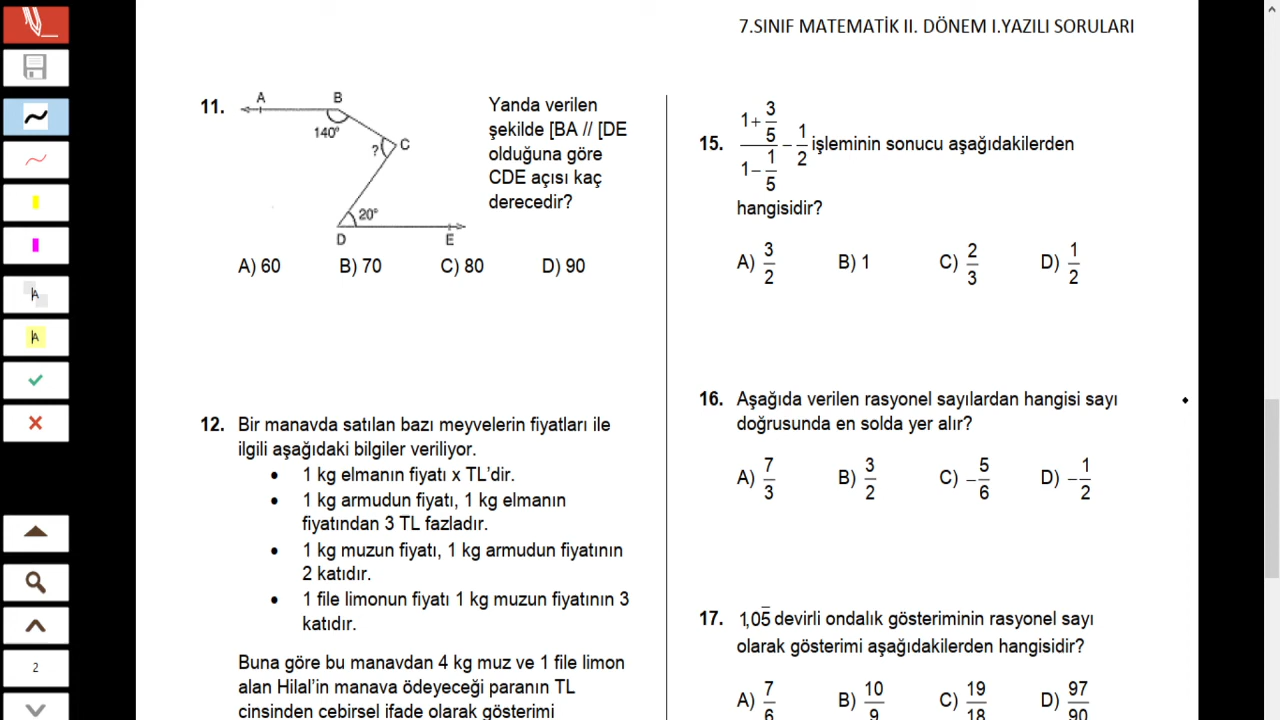 7.SINIF MATEMATİK II. DÖNEM I.YAZILI SORULARI
11.
A B
140°
? C
20°
D E
Yanda verilen
şekilde [BA // [DE
olduğuna göre
CDE açısı kaç
derecedir?
A) 60 B) 70 C) 80 D) 90
12. Bir manavda satılan bazı meyvelerin fiyatları ile
ilgili aşağıdaki bilgiler veriliyor.
• 1 kg elmanın fiyatı x TL’dir.
• 1 kg armudun fiyatı, 1 kg elmanın
fiyatından 3 TL fazladır.
• 1 kg muzun fiyatı, 1 kg armudun fiyatının
2 katıdır.
• 1 file limonun fiyatı 1 kg muzun fiyatının 3
katıdır.
Buna göre bu manavdan 4 kg muz ve 1 file limon
alan Hilal’in manava ödeyeceği paranın TL
cinsinden cebirsel ifade olarak gösterimi
15. (1+3/5)/(1−1/5) − 1/2 işleminin sonucu aşağıdakilerden
hangisidir?
A) 3/2 B) 1 C) 2/3 D) 1/2
16. Aşağıda verilen rasyonel sayılardan hangisi sayı
doğrusunda en solda yer alır?
A) 7/3 B) 3/2 C) −5/6 D) −1/2
17. 1,05̅ devirli ondalık gösteriminin rasyonel sayı
olarak gösterimi aşağıdakilerden hangisidir?
A) 7/6 B) 10/9 C) 19/18 D) 97/90
A
A
2